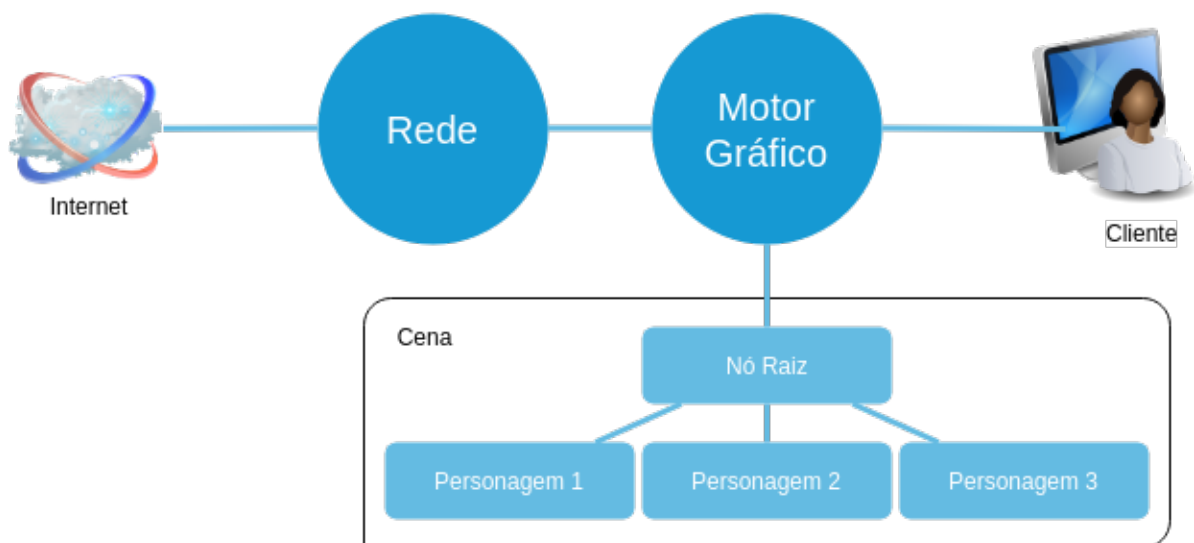 Internet
Rede
Motor
Gráfico
Cliente
Cena
Nó Raiz
Personagem 1
Personagem 2
Personagem 3